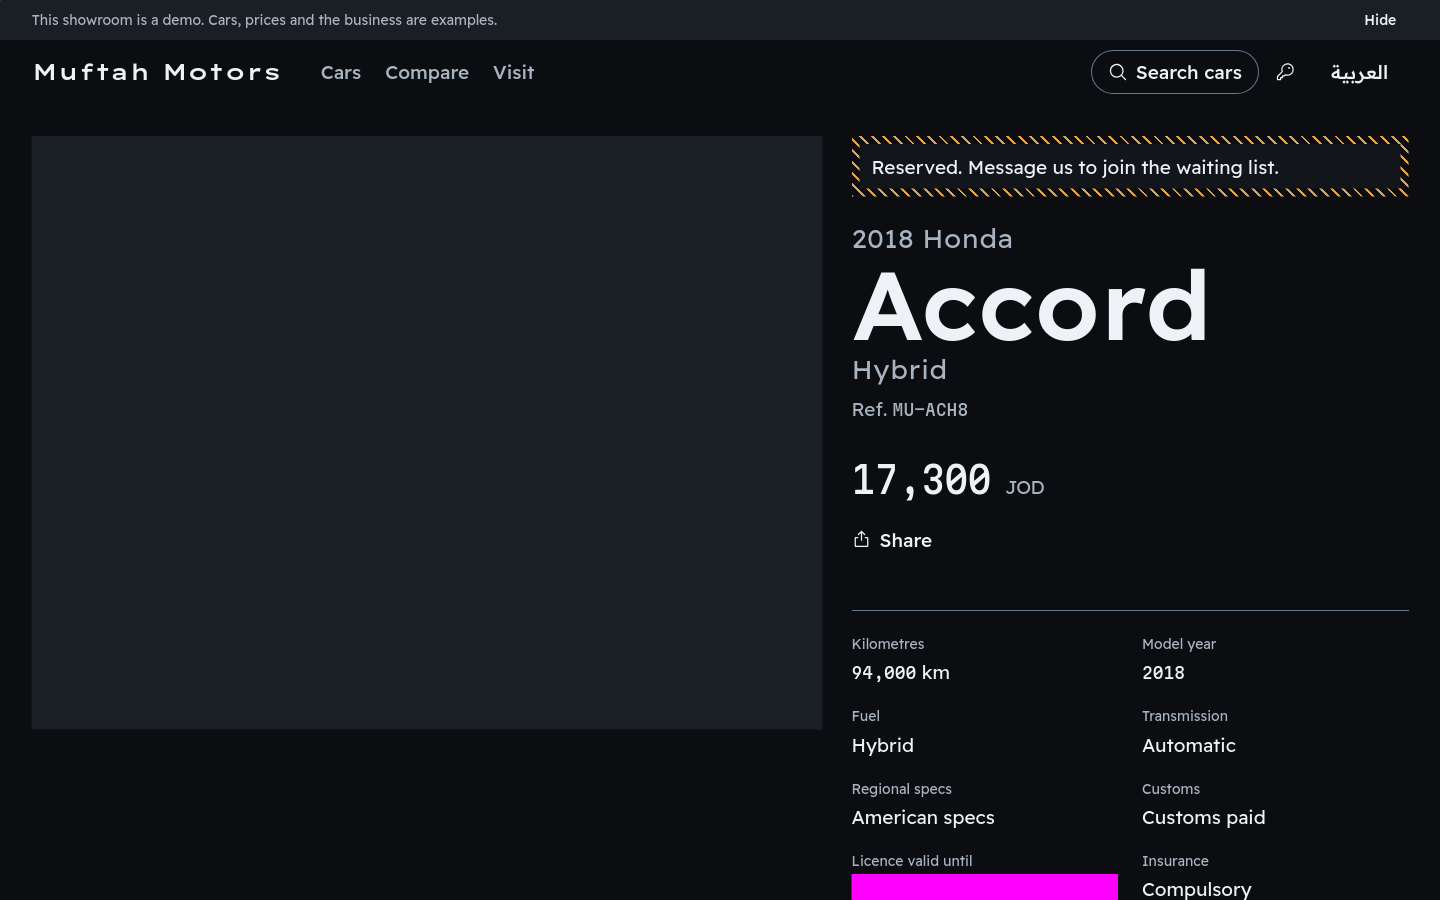 This showroom is a demo. Cars, prices and the business are examples.
Hide
Muftah Motors
Cars
Compare
Visit
Search cars
العربية
Reserved. Message us to join the waiting list.
2018 Honda
Accord
Hybrid
Ref. MU-ACH8
17,300 JOD
Share
Kilometres
94,000 km
Model year
2018
Fuel
Hybrid
Transmission
Automatic
Regional specs
American specs
Customs
Customs paid
Licence valid until
Insurance
Compulsory